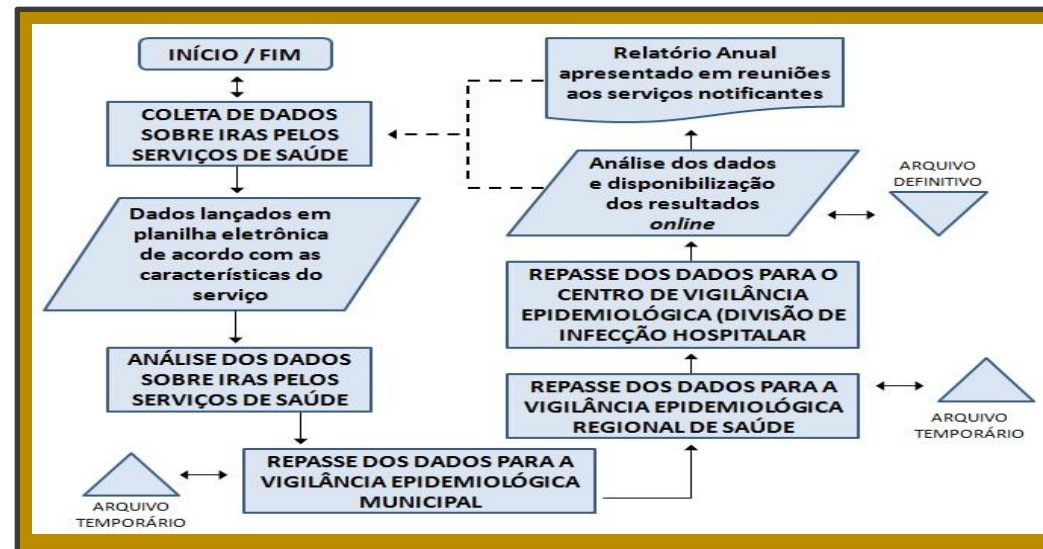 INÍCIO / FIM
COLETA DE DADOS
SOBRE IRAS PELOS
SERVIÇOS DE SAÚDE
Dados lançados em
planilha eletrônica
de acordo com as
características do
serviço
ANÁLISE DOS DADOS
SOBRE IRAS PELOS
SERVIÇOS DE SAÚDE
ARQUIVO
TEMPORÁRIO
REPASSE DOS DADOS PARA A
VIGILÂNCIA EPIDEMIOLÓGICA
MUNICIPAL
REPASSE DOS DADOS PARA A
VIGILÂNCIA EPIDEMIOLÓGICA
REGIONAL DE SAÚDE
ARQUIVO
TEMPORÁRIO
REPASSE DOS DADOS PARA O
CENTRO DE VIGILÂNCIA
EPIDEMIOLÓGICA (DIVISÃO DE
INFECÇÃO HOSPITALAR
Análise dos dados
e disponibilização
dos resultados
online
ARQUIVO
DEFINITIVO
Relatório Anual
apresentado em reuniões
aos serviços notificantes